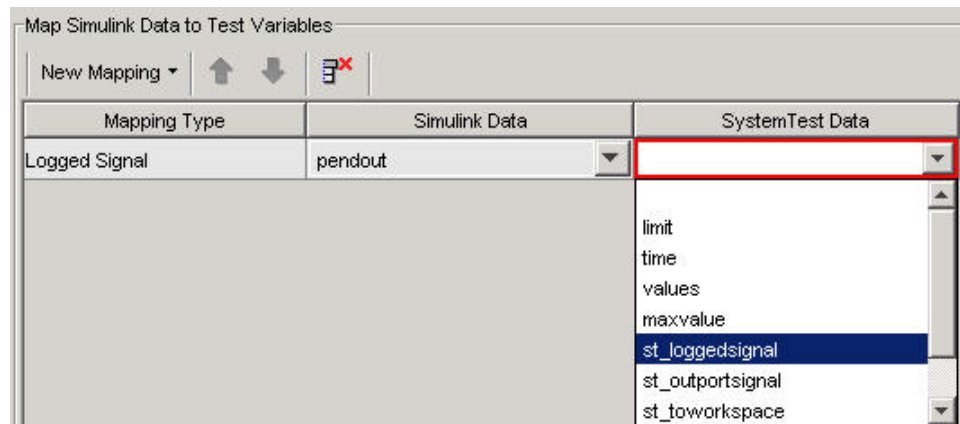 Map Simulink Data to Test Variables
New Mapping
Mapping Type Simulink Data SystemTest Data
Logged Signal pendout
limit
time
values
maxvalue
st_loggedsignal
st_outportsignal
st_toworkspace